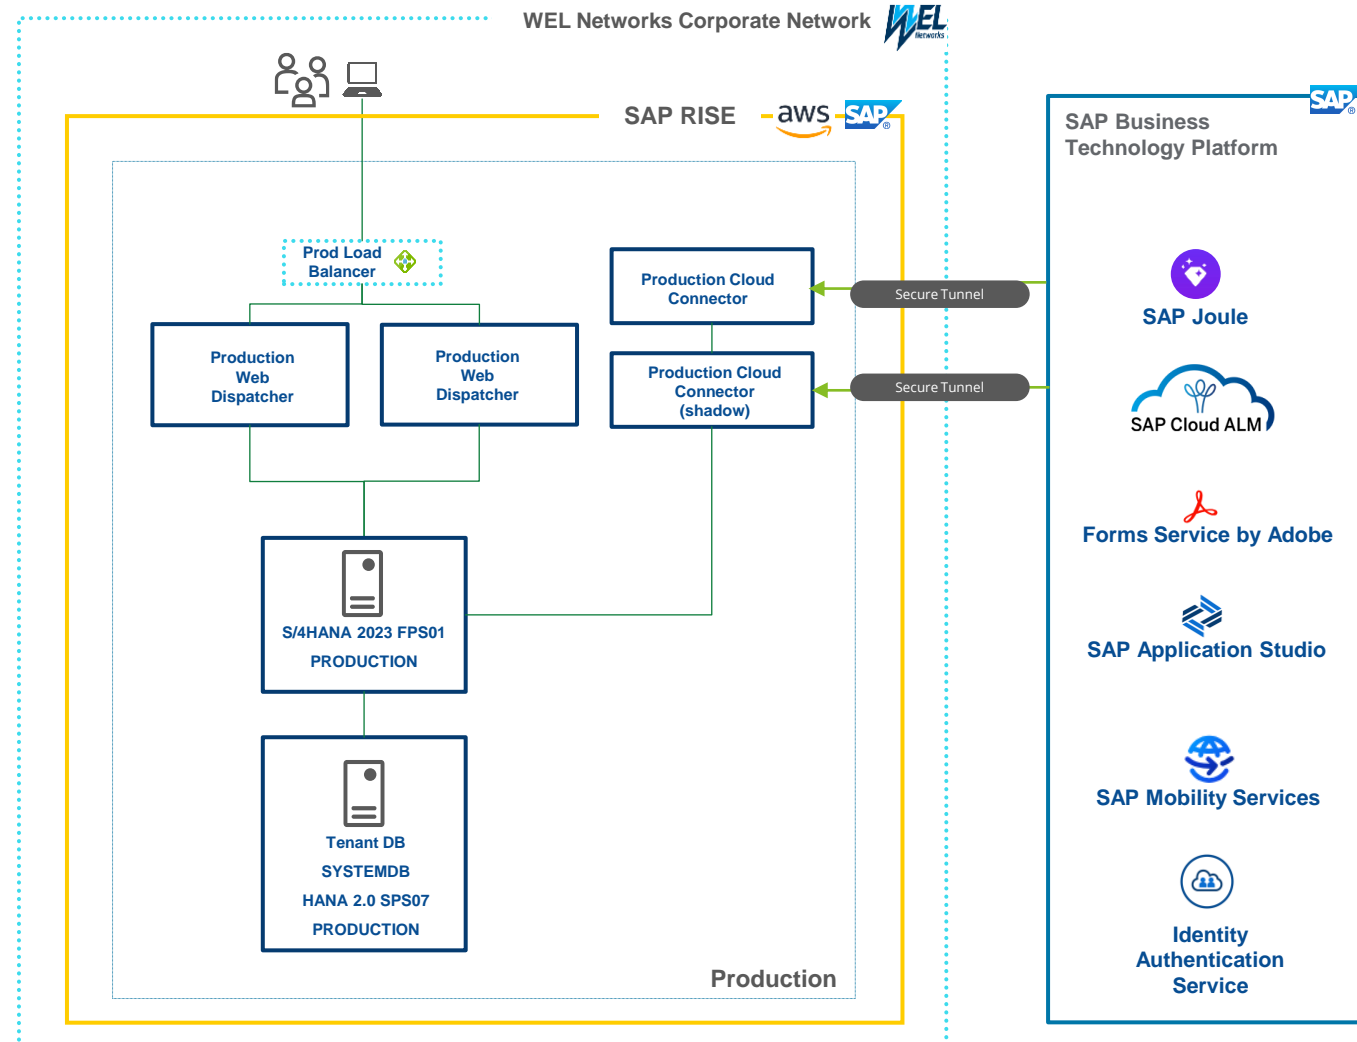 WEL Networks Corporate Network
WEL
Networks
SAP RISE
aws
SAP
®
SAP
®
SAP Business
Technology Platform
Prod Load
Balancer
Production Cloud
Connector
Secure Tunnel
SAP Joule
Production
Web
Dispatcher
Production
Web
Dispatcher
Production Cloud
Connector
(shadow)
Secure Tunnel
SAP Cloud ALM
Forms Service by Adobe
S/4HANA 2023 FPS01
PRODUCTION
SAP Application Studio
SAP Mobility Services
Tenant DB
SYSTEMDB
HANA 2.0 SPS07
PRODUCTION
Identity
Authentication
Service
Production